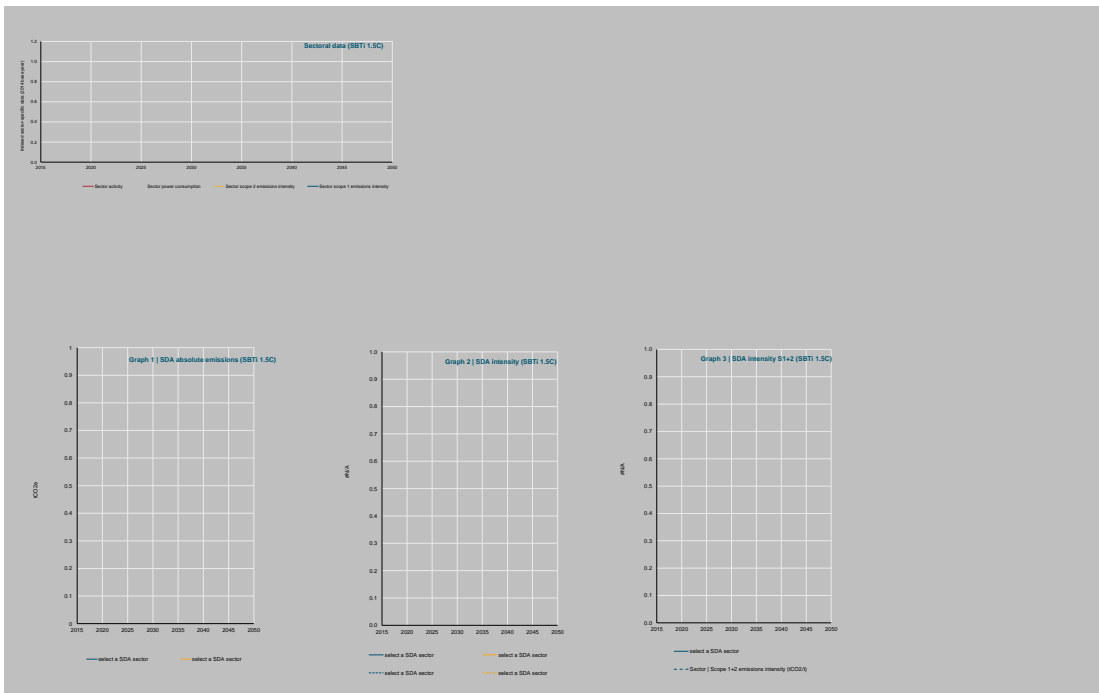 Sectoral data (SBTi 1.5C)
Indexed sector-specific data (2014 base year)
1.2
1.0
0.8
0.6
0.4
0.2
0.0
2015 2020 2025 2030 2035 2040 2045 2050
Sector activity Sector power consumption Sector scope 2 emissions intensity Sector scope 1 emissions intensity
Graph 1 | SDA absolute emissions (SBTi 1.5C)
tCO2e
1
0.9
0.8
0.7
0.6
0.5
0.4
0.3
0.2
0.1
0
2015 2020 2025 2030 2035 2040 2045 2050
select a SDA sector select a SDA sector
Graph 2 | SDA intensity (SBTi 1.5C)
#N/A
1.0
0.9
0.8
0.7
0.6
0.5
0.4
0.3
0.2
0.1
0.0
2015 2020 2025 2030 2035 2040 2045 2050
select a SDA sector select a SDA sector
select a SDA sector select a SDA sector
Graph 3 | SDA intensity S1+2 (SBTi 1.5C)
#N/A
1.0
0.9
0.8
0.7
0.6
0.5
0.4
0.3
0.2
0.1
0.0
2015 2020 2025 2030 2035 2040 2045 2050
select a SDA sector
Sector | Scope 1+2 emissions intensity (tCO2/t)